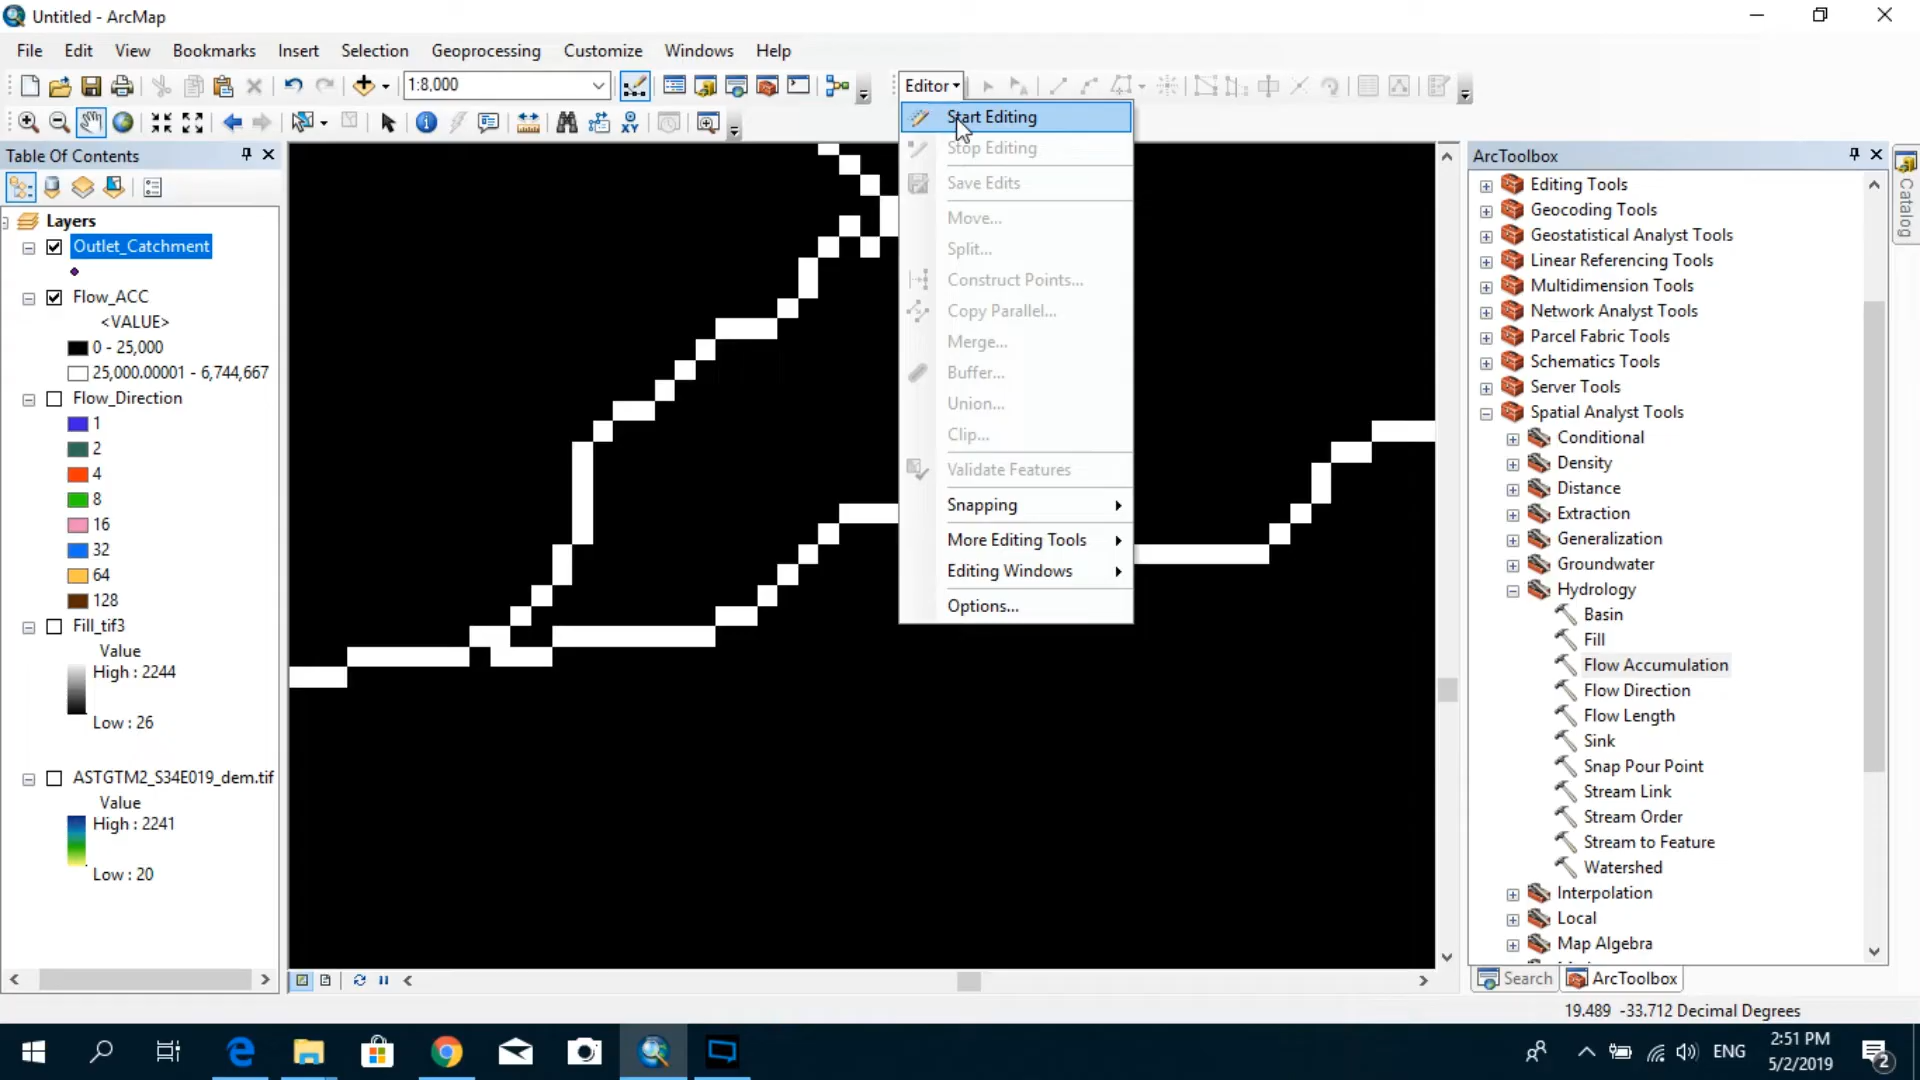 Untitled - ArcMap
File Edit View Bookmarks Insert Selection Geoprocessing Customize Windows Help
1:8,000
Editor
Start Editing
Stop Editing
Save Edits
Move...
Split...
Construct Points...
Copy Parallel...
Merge...
Buffer...
Union...
Clip...
Validate Features
Snapping
More Editing Tools
Editing Windows
Options...
Table Of Contents
Layers
Outlet_Catchment
Flow_ACC
<VALUE>
0 - 25,000
25,000.00001 - 6,744,667
Flow_Direction
1
2
4
8
16
32
64
128
Fill_tif3
Value
High : 2244
Low : 26
ASTGTM2_S34E019_dem.tif
Value
High : 2241
Low : 20
ArcToolbox
Editing Tools
Geocoding Tools
Geostatistical Analyst Tools
Linear Referencing Tools
Multidimension Tools
Network Analyst Tools
Parcel Fabric Tools
Schematics Tools
Server Tools
Spatial Analyst Tools
Conditional
Density
Distance
Extraction
Generalization
Groundwater
Hydrology
Basin
Fill
Flow Accumulation
Flow Direction
Flow Length
Sink
Snap Pour Point
Stream Link
Stream Order
Stream to Feature
Watershed
Interpolation
Local
Map Algebra
Search ArcToolbox
Catalog
19.489 -33.712 Decimal Degrees
ENG
2:51 PM
5/2/2019
2